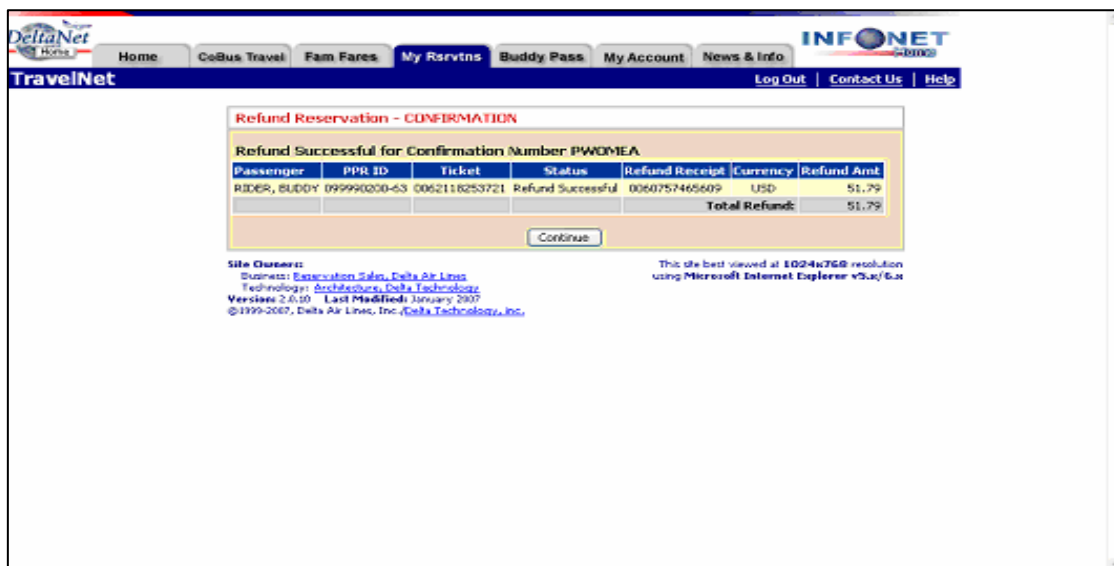 DeltaNet
Home
INFONET
Home
Home CoBus Travel Fam Fares My Rsrvtns Buddy Pass My Account News & Info
TravelNet
Log Out | Contact Us | Help
Refund Reservation - CONFIRMATION
Refund Successful for Confirmation Number PWOMEA
Passenger PPR ID Ticket Status Refund Receipt Currency Refund Amt
RIDER, BUDDY 099990200-63 0062118253721 Refund Successful 0060757465609 USD 51.79
Total Refund: 51.79
Continue
Site Owners:
Business: Reservation Sales, Delta Air Lines
Technology: Architecture, Delta Technology
Version: 2.0.10 Last Modified: January 2007
©1999-2007, Delta Air Lines, Inc./Delta Technology, Inc.
This site best viewed at 1024x768 resolution
using Microsoft Internet Explorer v5.x/6.x